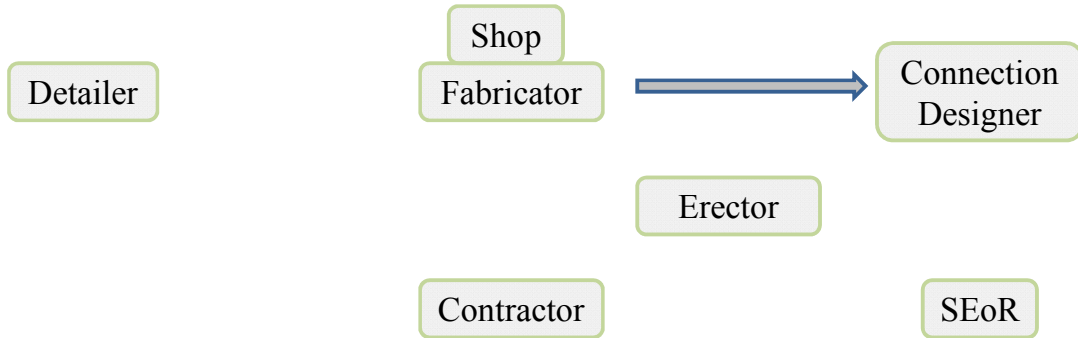 Shop
Detailer
Fabricator
Connection
Designer
Erector
Contractor
SEoR